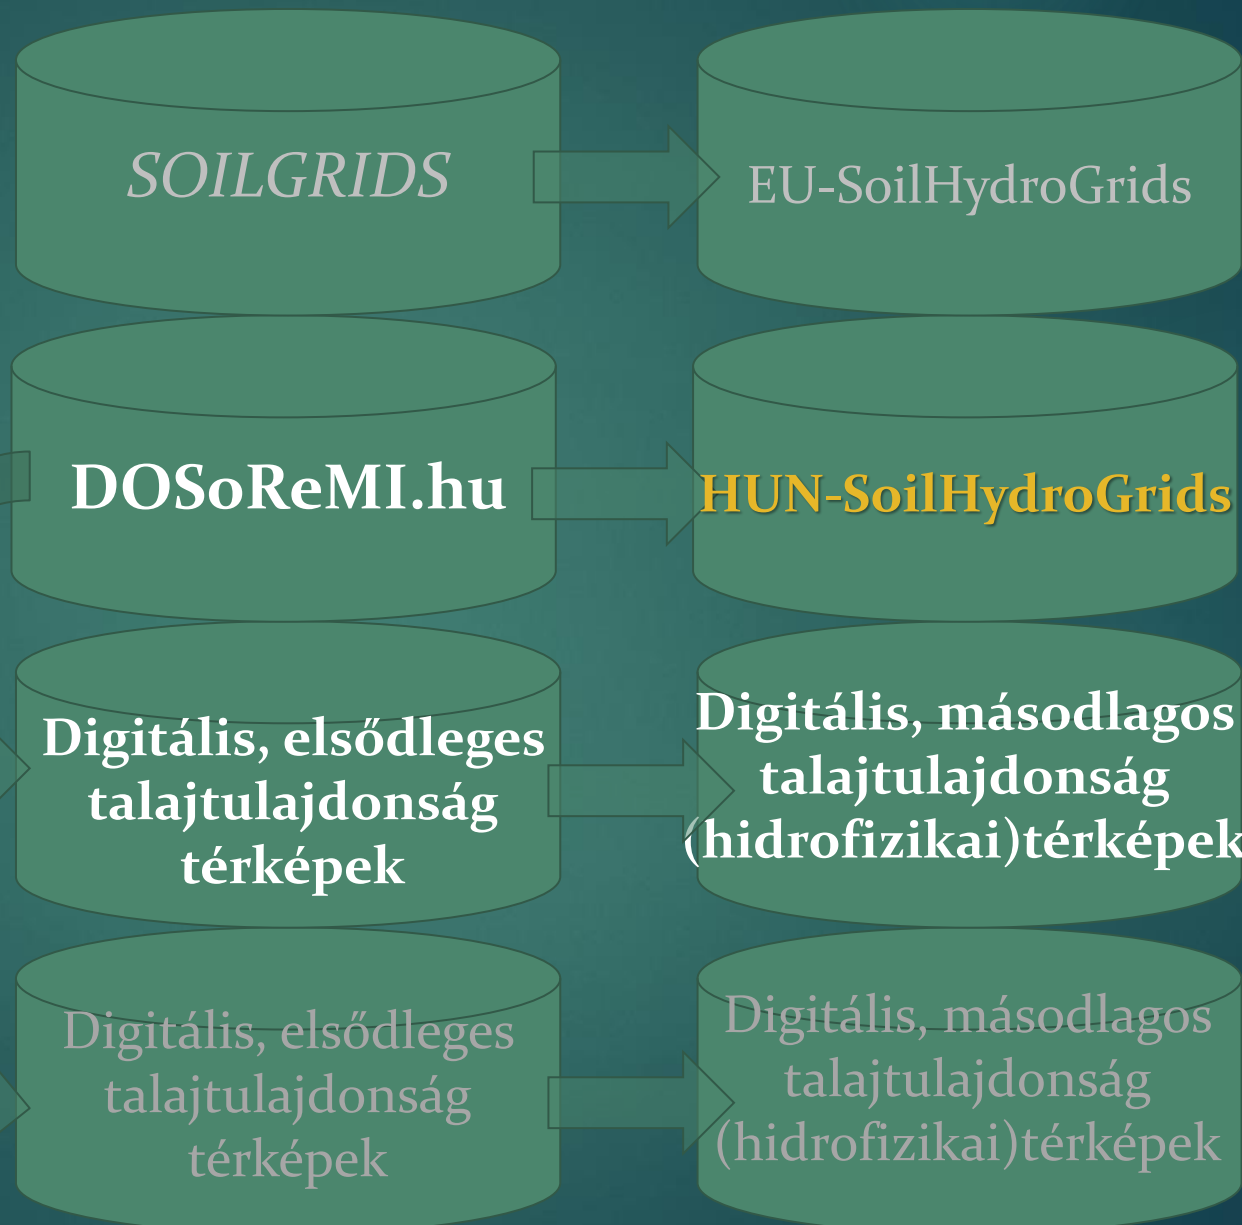 SOILGRIDS
EU-SoilHydroGrids
DOSoReMI.hu
HUN-SoilHydroGrids
Digitális, elsődleges
talajtulajdonság
térképek
Digitális, másodlagos
talajtulajdonság
(hidrofizikai)térképek
Digitális, elsődleges
talajtulajdonság
térképek
Digitális, másodlagos
talajtulajdonság
(hidrofizikai)térképek